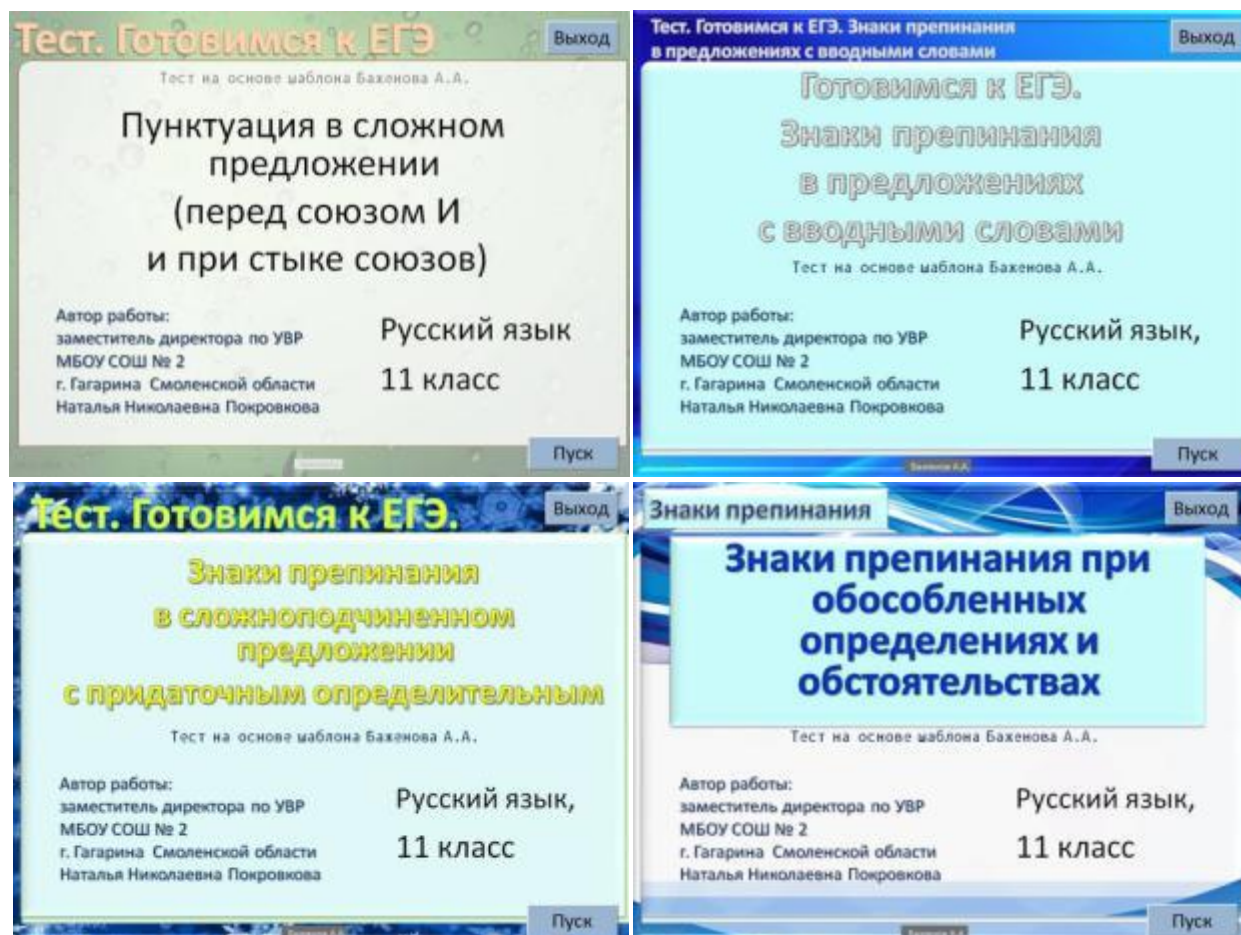 Тест. Готовимся к ЕГЭ
Выход
Тест на основе шаблона Баженова А.А.
Пунктуация в сложном
предложении
(перед союзом И
и при стыке союзов)
Автор работы:
заместитель директора по УВР
МБОУ СОШ № 2
г. Гагарина Смоленской области
Наталья Николаевна Покровкова
Русский язык
11 класс
Пуск
Тест. Готовимся к ЕГЭ. Знаки препинания
в предложениях с вводными словами
Выход
Готовимся к ЕГЭ.
Знаки препинания
в предложениях
с вводными словами
Тест на основе шаблона Баженова А.А.
Автор работы:
заместитель директора по УВР
МБОУ СОШ № 2
г. Гагарина Смоленской области
Наталья Николаевна Покровкова
Русский язык,
11 класс
Пуск
Баженов А.А.
Тест. Готовимся к ЕГЭ.
Выход
Знаки препинания
в сложноподчиненном
предложении
с придаточным определительным
Тест на основе шаблона Баженова А.А.
Автор работы:
заместитель директора по УВР
МБОУ СОШ № 2
г. Гагарина Смоленской области
Наталья Николаевна Покровкова
Русский язык,
11 класс
Пуск
Знаки препинания
Выход
Знаки препинания при
обособленных
определениях и
обстоятельствах
Тест на основе шаблона Баженова А.А.
Автор работы:
заместитель директора по УВР
МБОУ СОШ № 2
г. Гагарина Смоленской области
Наталья Николаевна Покровкова
Русский язык,
11 класс
Пуск